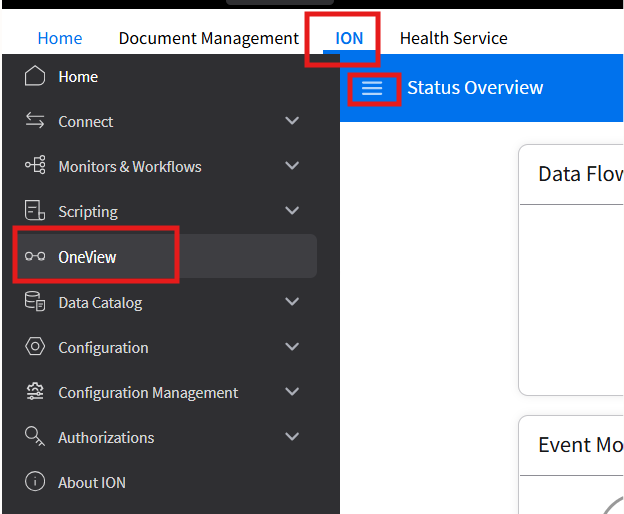 Home Document Management ION Health Service
Home
Status Overview
Connect
Monitors & Workflows
Data Flow
Scripting
OneView
Data Catalog
Configuration
Configuration Management
Authorizations
Event Mo
About ION